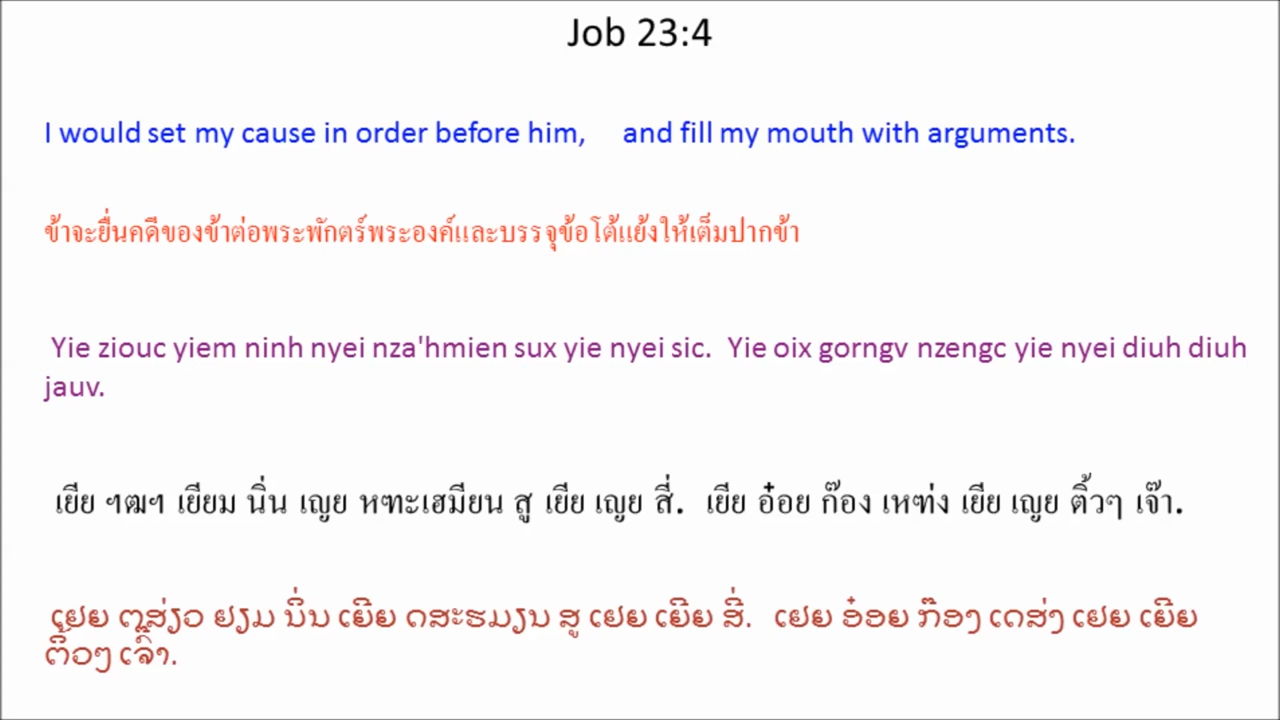 Job 23:4
I would set my cause in order before him, and fill my mouth with arguments.
ข้าจะยื่นคดีของข้าต่อพระพักตร์พระองค์และบรรจุข้อโต้แย้งให้เต็มปากข้า
Yie ziouc yiem ninh nyei nza'hmien sux yie nyei sic. Yie oix gorngv nzengc yie nyei diuh diuh
jauv.
เยีย ฯฒฯ เยียม นิ่น เญย หฑะเฮมียน สู เยีย เญย สี่. เยีย อ๋อย ก๊อง เหฑ่ง เยีย เญย ติ้วๆ เจ๊า.
ເຢຍ ຕສ່ຽວ ຢຽມ ນິ່ນ ເຍີຍ ດສະຮມຽນ ສູ ເຢຍ ເຍີຍ ສີ່. ເຢຍ ອ໋ອຍ ກ໊ອງ ເດສ່ງ ເຢຍ ເຍີຍ
ຕິ້ວໆ